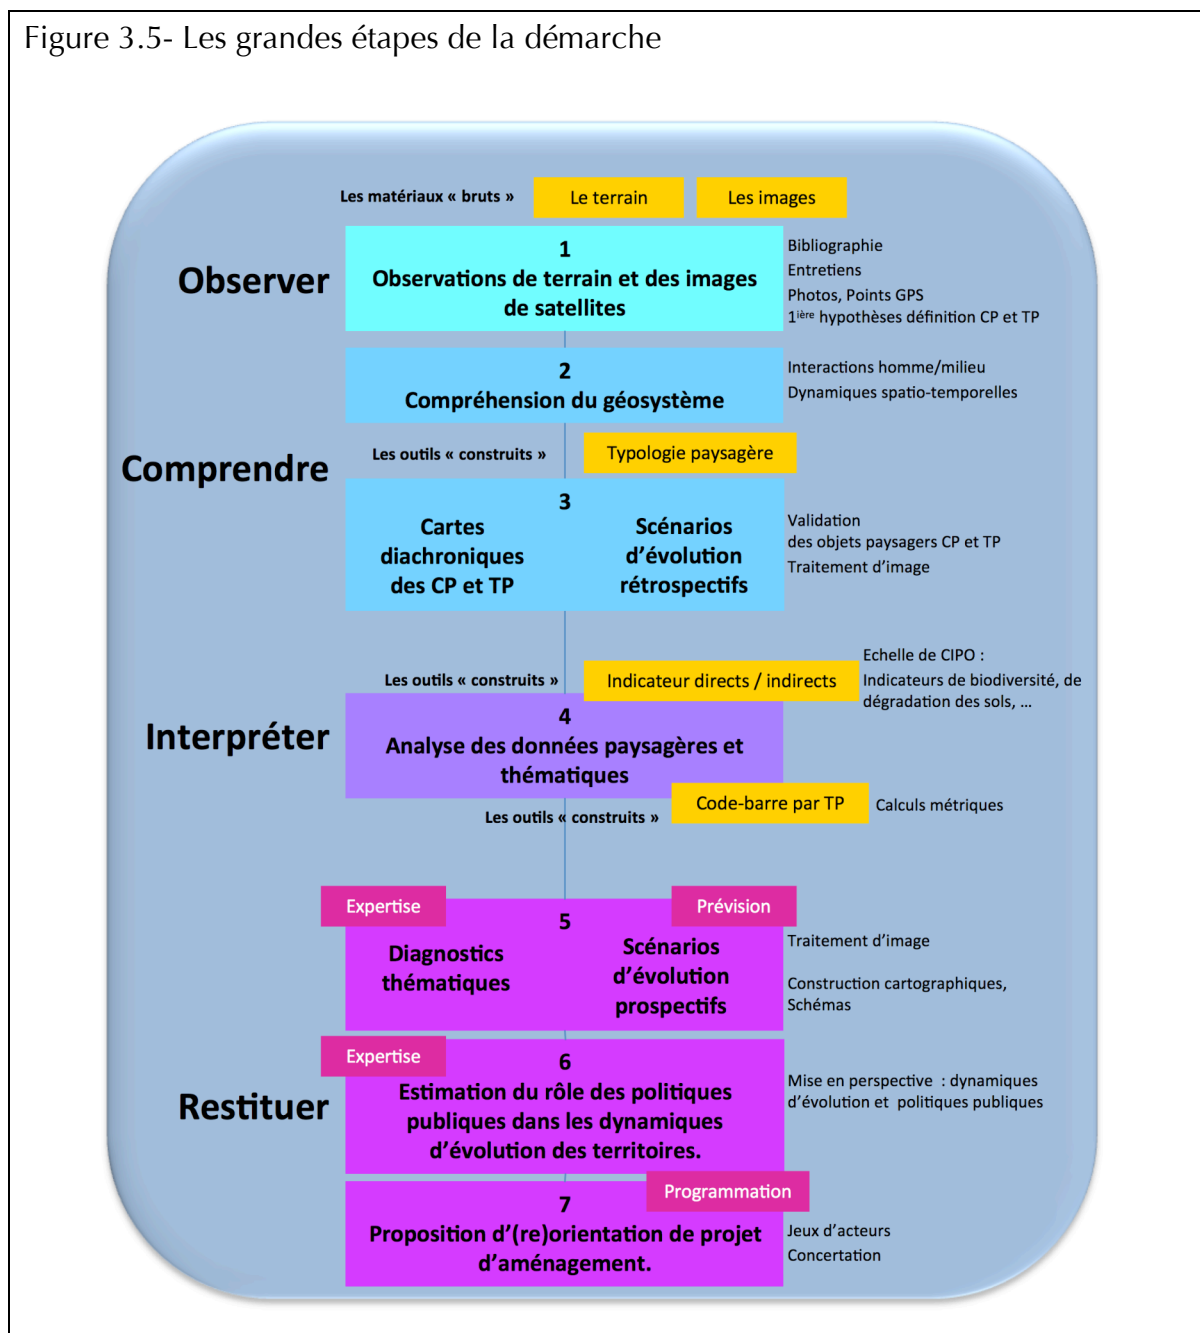 Figure 3.5- Les grandes étapes de la démarche
Les matériaux « bruts »
Le terrain
Les images
Observer
1
Observations de terrain et des images
de satellites
Bibliographie
Entretiens
Photos, Points GPS
1ière hypothèses définition CP et TP
2
Compréhension du géosystème
Interactions homme/milieu
Dynamiques spatio-temporelles
Comprendre
Les outils « construits »
Typologie paysagère
3
Cartes
diachroniques
des CP et TP
Scénarios
d'évolution
rétrospectifs
Validation
des objets paysagers CP et TP
Traitement d'image
Les outils « construits »
Indicateur directs / indirects
Echelle de CIPO :
Indicateurs de biodiversité, de
dégradation des sols, ...
Interpréter
4
Analyse des données paysagères et
thématiques
Les outils « construits »
Code-barre par TP
Calculs métriques
Expertise
Prévision
5
Diagnostics
thématiques
Scénarios
d'évolution
prospectifs
Traitement d'image
Construction cartographiques,
Schémas
Restituer
Expertise
6
Estimation du rôle des politiques
publiques dans les dynamiques
d'évolution des territoires.
Mise en perspective : dynamiques
d'évolution et politiques publiques
Programmation
7
Proposition d'(re)orientation de projet
d'aménagement.
Jeux d'acteurs
Concertation